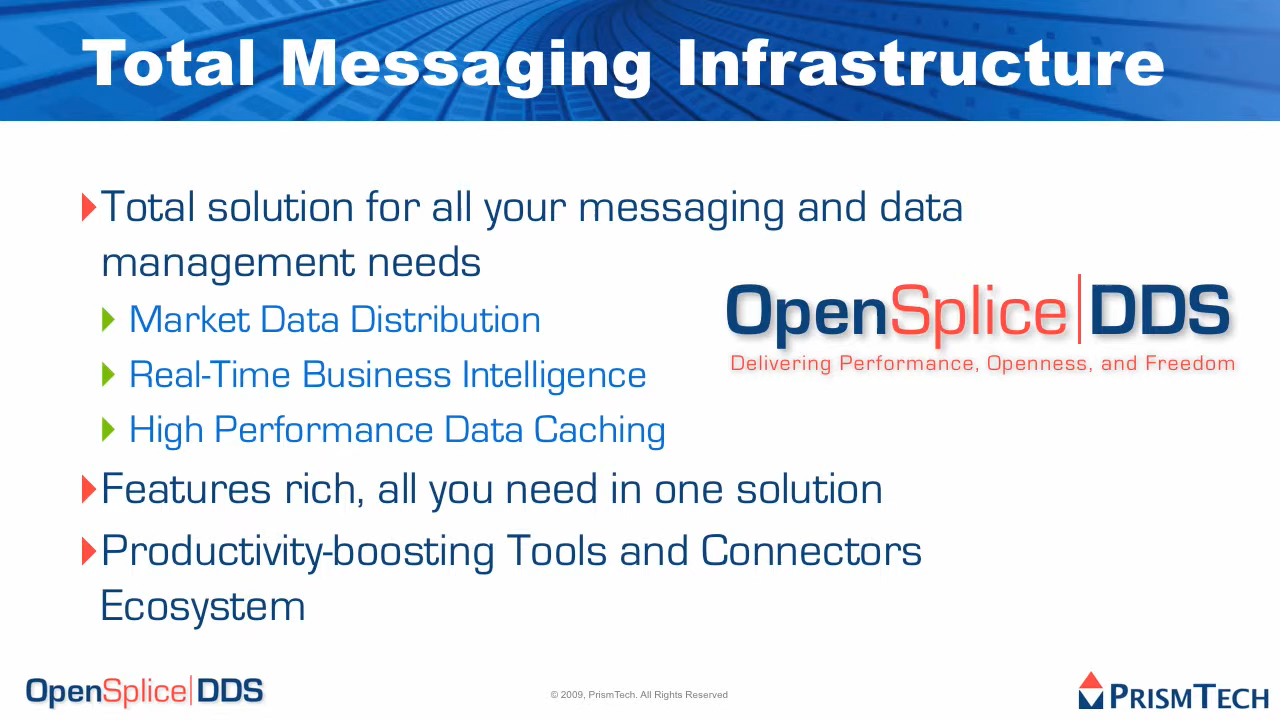 Total Messaging Infrastructure
Total solution for all your messaging and data
management needs
Market Data Distribution
Real-Time Business Intelligence
High Performance Data Caching
OpenSplice|DDS
Delivering Performance, Openness, and Freedom
Features rich, all you need in one solution
Productivity-boosting Tools and Connectors
Ecosystem
OpenSplice|DDS
© 2009, PrismTech. All Rights Reserved
PRISMTECH